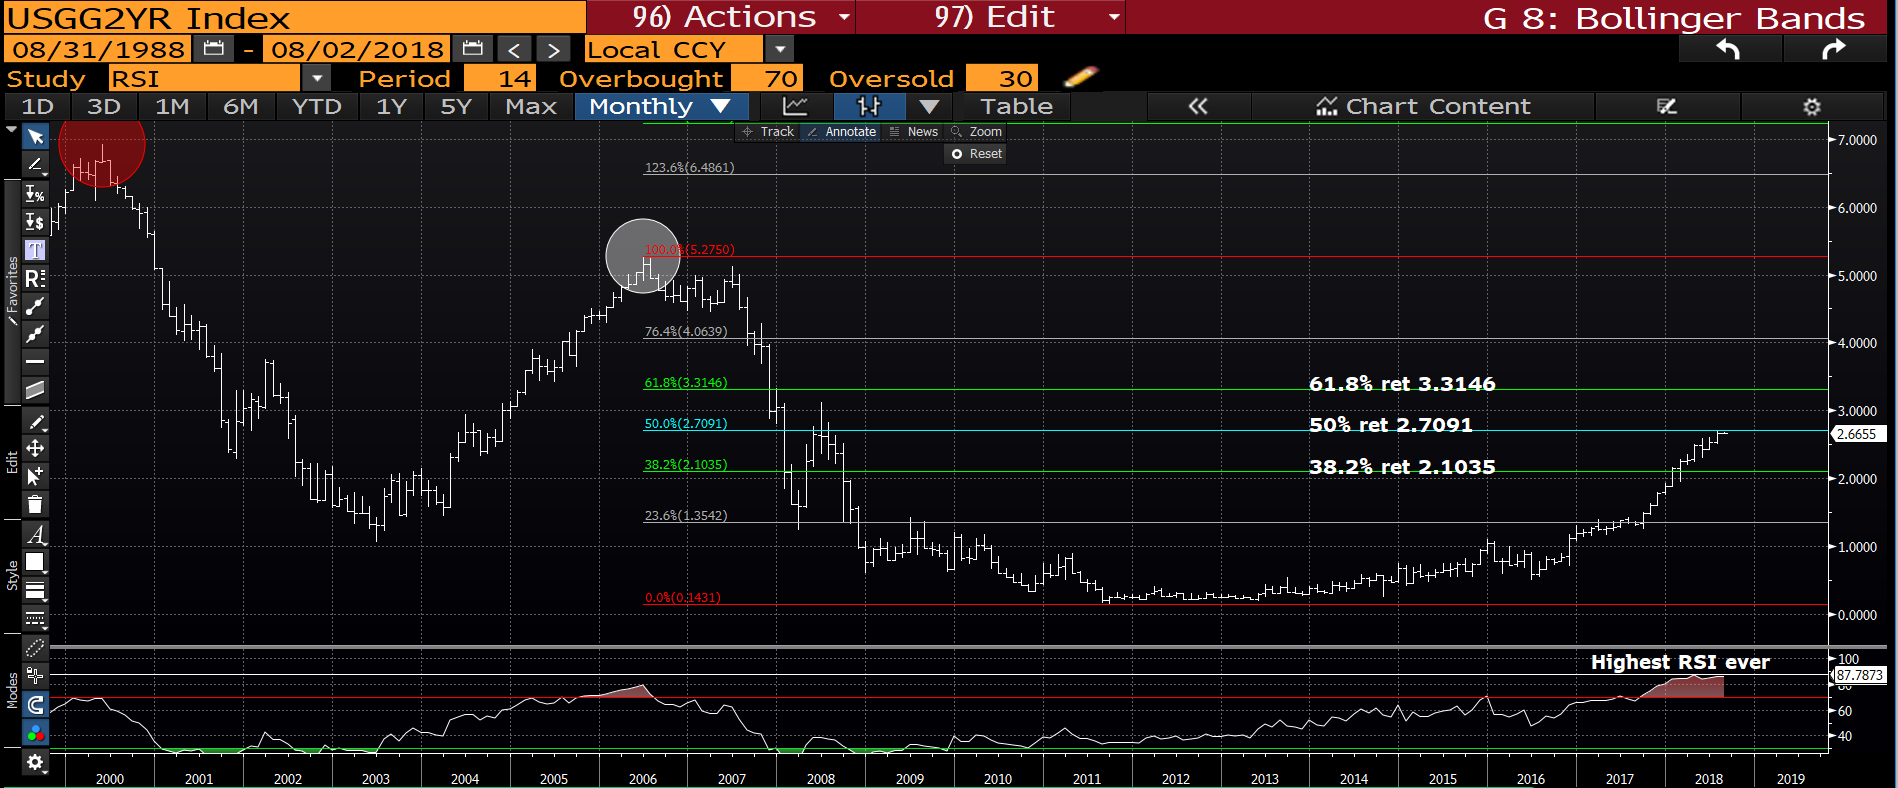 USGG2YR Index 96) Actions 97) Edit G 8: Bollinger Bands
08/31/1988 - 08/02/2018 < > Local CCY
Study RSI Period 14 Overbought 70 Oversold 30
1D 3D 1M 6M YTD 1Y 5Y Max Monthly Table « Chart Content
Track Annotate News Zoom
Reset
Favorites
Edit
Style
Modes
%
$
T
R
A
123.6%(6.4861)
100.0%(5.2750)
76.4%(4.0639)
61.8%(3.3146)
61.8% ret 3.3146
50.0%(2.7091)
50% ret 2.7091
38.2%(2.1035)
38.2% ret 2.1035
23.6%(1.3542)
0.0%(0.1431)
7.0000
6.0000
5.0000
4.0000
3.0000
2.6655
2.0000
1.0000
0.0000
Highest RSI ever
100
87.7873
80
60
40
2000 2001 2002 2003 2004 2005 2006 2007 2008 2009 2010 2011 2012 2013 2014 2015 2016 2017 2018 2019